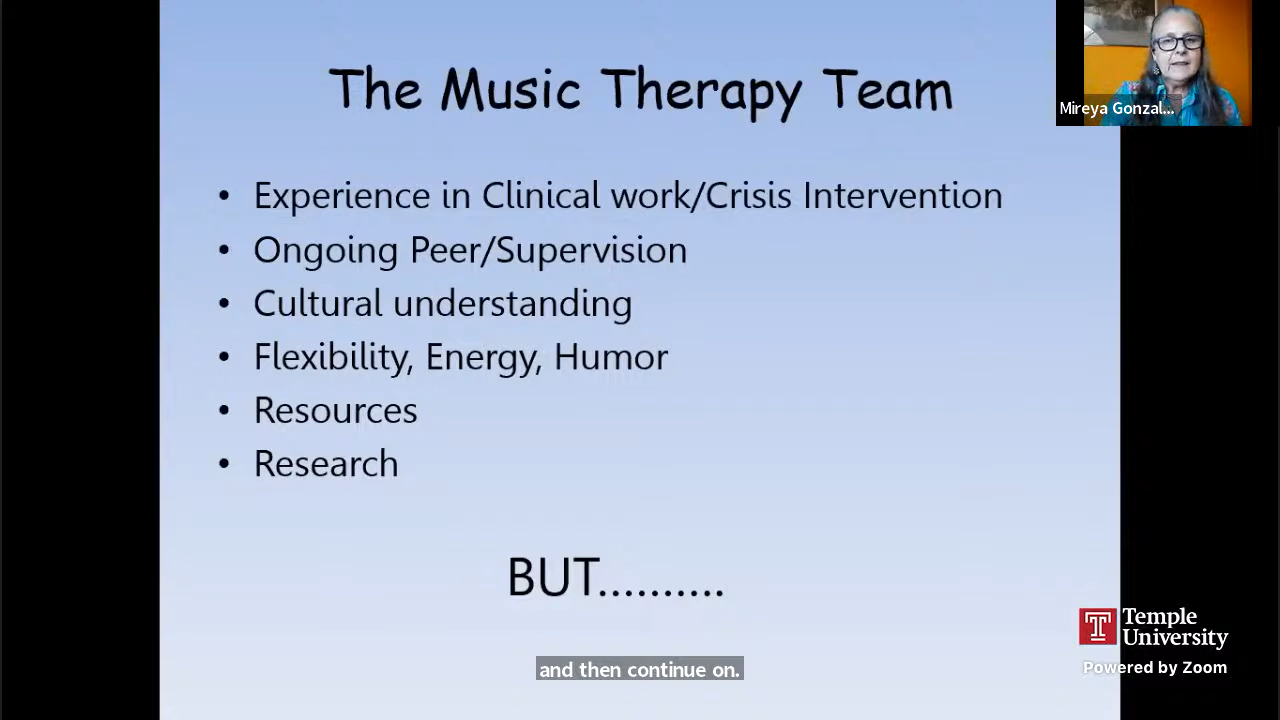 The Music Therapy Team
Mireya Gonzal...
• Experience in Clinical work/Crisis Intervention
• Ongoing Peer/Supervision
• Cultural understanding
• Flexibility, Energy, Humor
• Resources
• Research
BUT..........
Temple
University
Powered by Zoom
and then continue on.